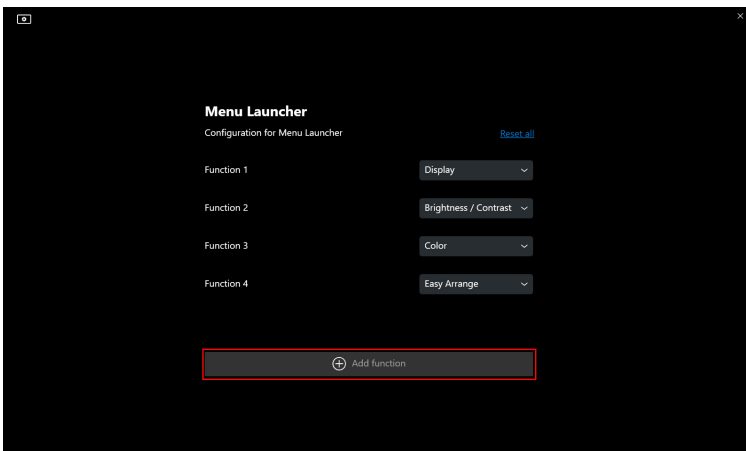 Menu Launcher
Configuration for Menu Launcher Reset all
Function 1 Display
Function 2 Brightness / Contrast
Function 3 Color
Function 4 Easy Arrange
Add function